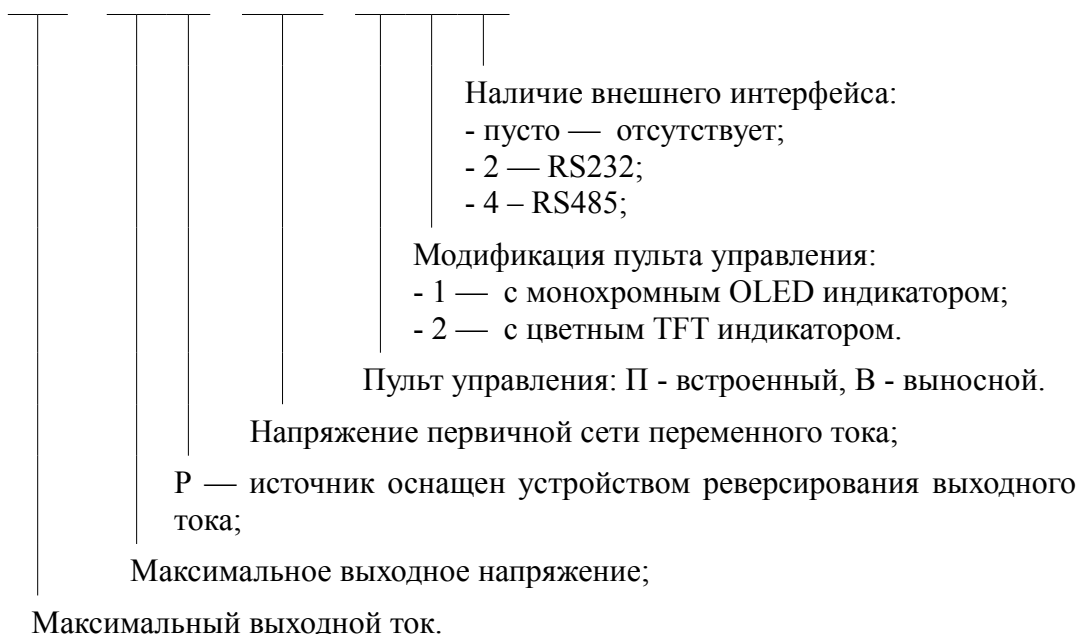 Наличие внешнего интерфейса:
- пусто — отсутствует;
- 2 — RS232;
- 4 – RS485;
Модификация пульта управления:
- 1 — с монохромным OLED индикатором;
- 2 — с цветным TFT индикатором.
Пульт управления: П - встроенный, В - выносной.
Напряжение первичной сети переменного тока;
Р — источник оснащен устройством реверсирования выходного
тока;
Максимальное выходное напряжение;
Максимальный выходной ток.